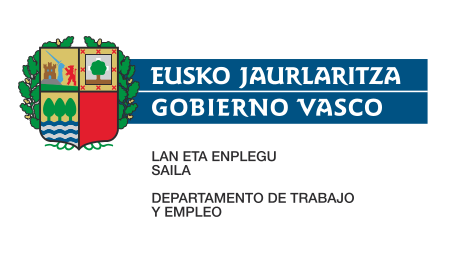 EUSKO JAURLARITZA
GOBIERNO VASCO
LAN ETA ENPLEGU
SAILA
DEPARTAMENTO DE TRABAJO
Y EMPLEO